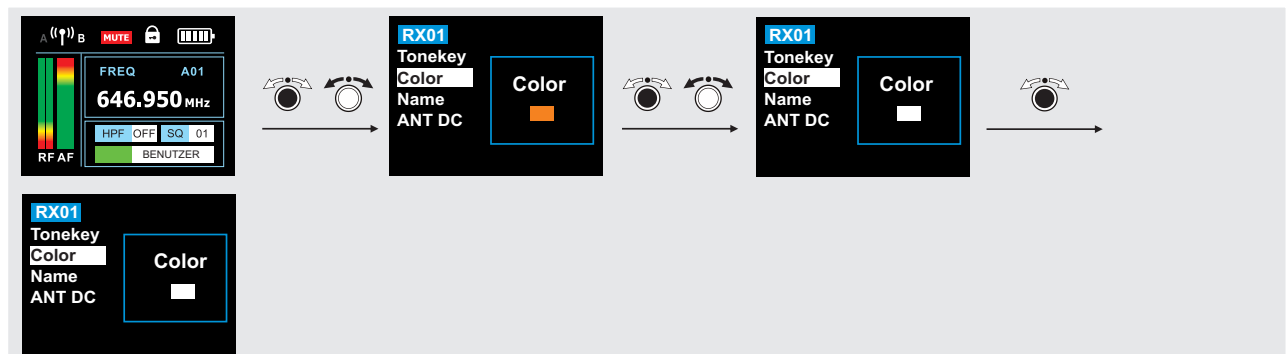 A B MUTE
FREQ A01
646.950 MHz
HPF OFF SQ 01
BENUTZER
RF AF
RX01
Tonekey
Color
Name
ANT DC
Color
RX01
Tonekey
Color
Name
ANT DC
Color
RX01
Tonekey
Color
Name
ANT DC
Color